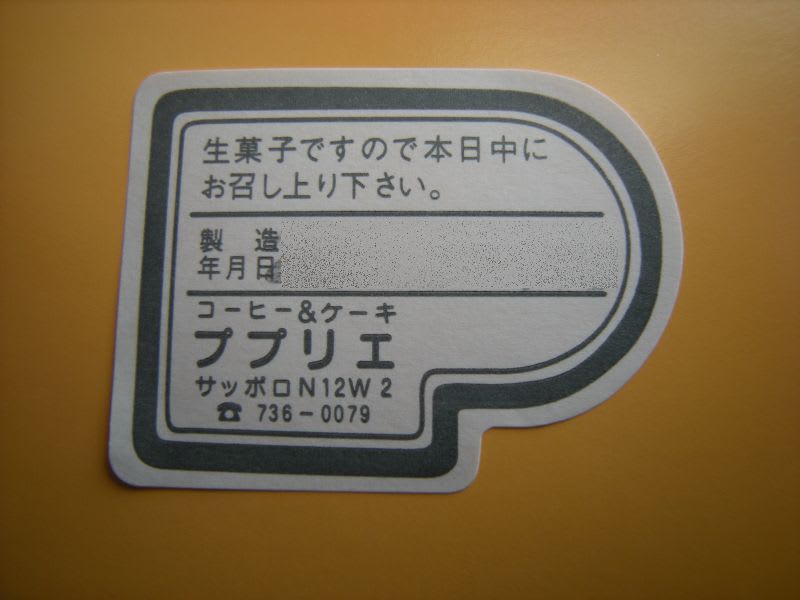 生菓子ですので本日中に
お召し上り下さい。
製造
年月日
コーヒー&ケーキ
ププリエ
サッポロN12W2
☎ 736-0079